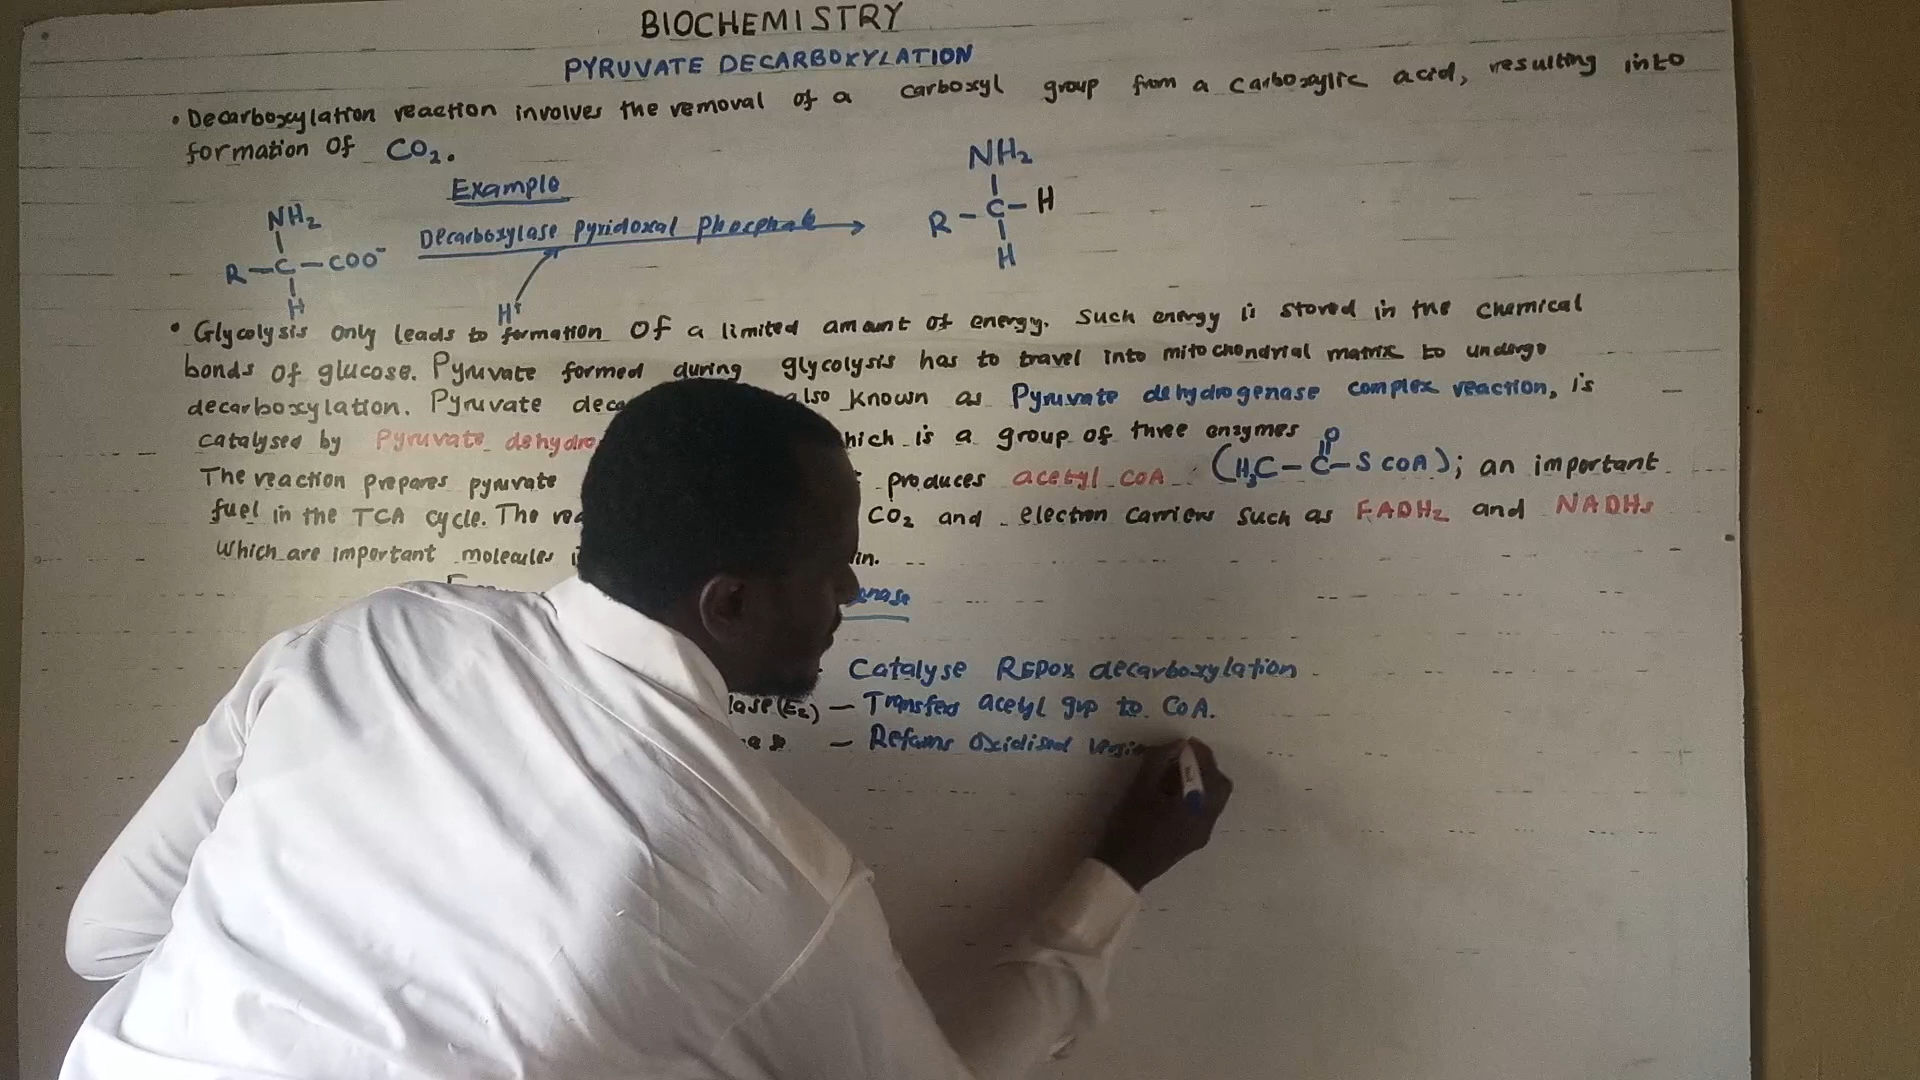 BIOCHEMISTRY
PYRUVATE DECARBOXYLATION
• Decarboxylation reaction involves the removal of a carboxyl group from a carboxylic acid, resulting into
formation of CO₂.
Example
NH₂
R-C-COO⁻
H
Decarboxylase Pyridoxal Phosphate
H⁺
NH₂
R-C-H
H
• Glycolysis only leads to formation of a limited amount of energy. Such energy is stored in the chemical
bonds of glucose. Pyruvate formed during glycolysis has to travel into mitochondrial matrix to undergo
decarboxylation. Pyruvate also known as Pyruvate dehydrogenase complex reaction, is
catalysed by Pyruvate which is a group of three enzymes
The reaction prepares pyruvate produces acetyl CoA (H₃C-C-S CoA); an important
O
fuel in the TCA cycle. The CO₂ and electron carriers such as FADH₂ and NADHs
which are important molecules
Catalyse REDOX decarboxylation
(E₂) - Transfers acetyl grp to CoA.
- Reforms oxidised